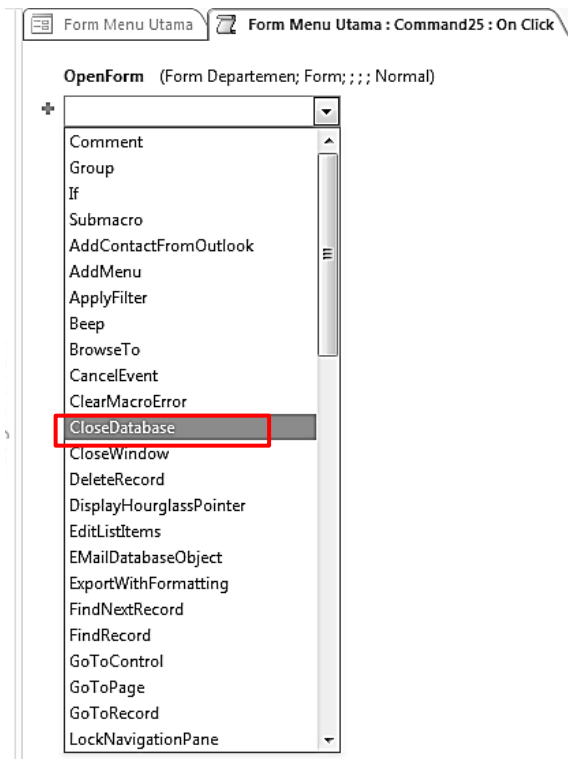 Form Menu Utama Form Menu Utama : Command25 : On Click
OpenForm (Form Departemen; Form; ; ; ; Normal)
Comment
Group
If
Submacro
AddContactFromOutlook
AddMenu
ApplyFilter
Beep
BrowseTo
CancelEvent
ClearMacroError
CloseDatabase
CloseWindow
DeleteRecord
DisplayHourglassPointer
EditListItems
EMailDatabaseObject
ExportWithFormatting
FindNextRecord
FindRecord
GoToControl
GoToPage
GoToRecord
LockNavigationPane